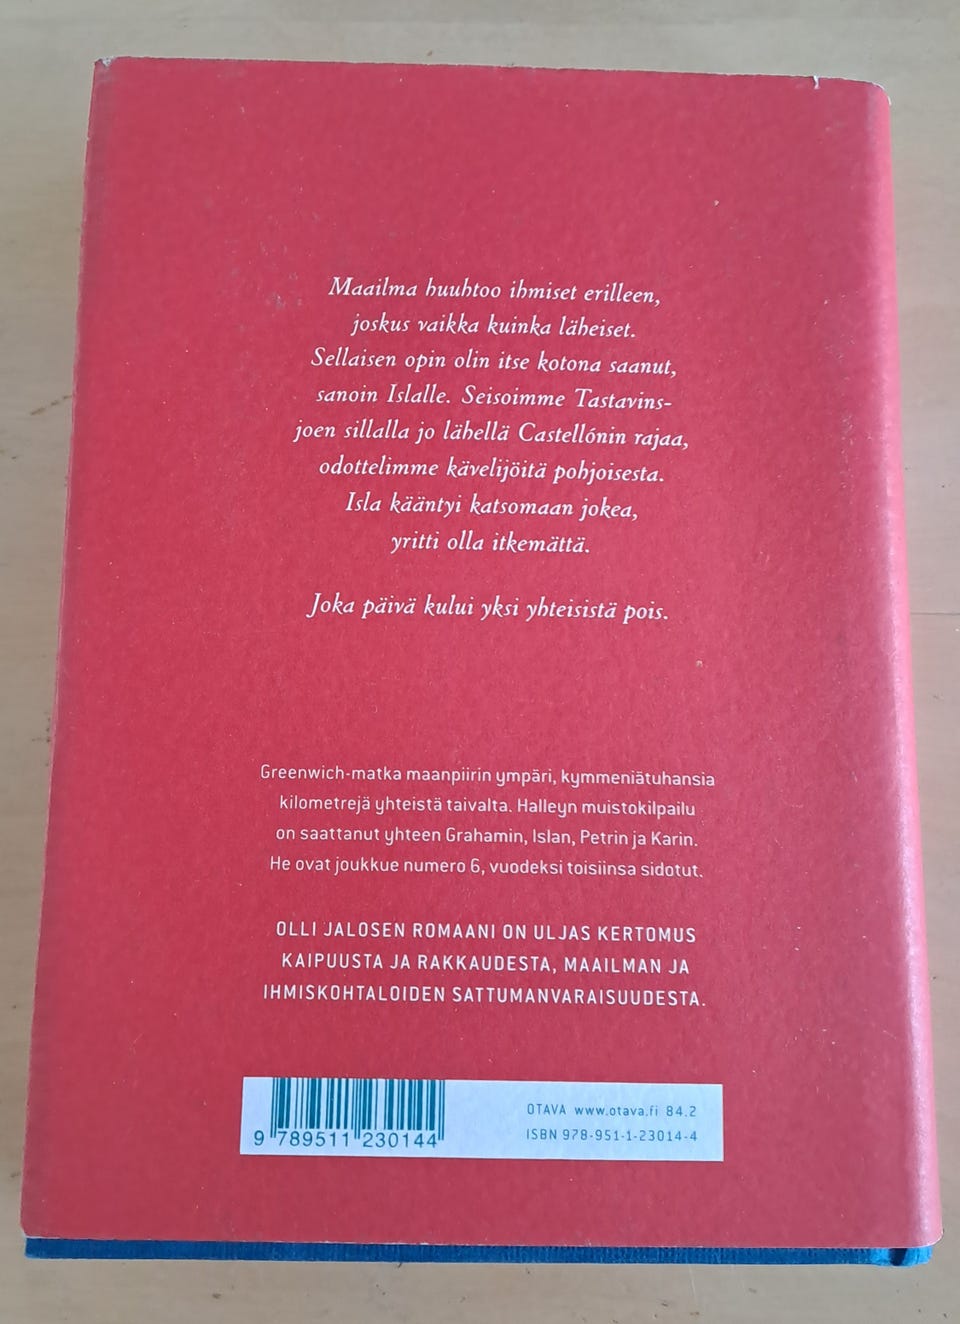 Maailma huuhtoo ihmiset erilleen,
joskus vaikka kuinka läheiset.
Sellaisen opin olin itse kotona saanut,
sanoin Islalle. Seisoimme Tastavins-
joen sillalla jo lähellä Castellónin rajaa,
odottelimme kävelijöitä pohjoisesta.
Isla kääntyi katsomaan jokea,
yritti olla itkemättä.
Joka päivä kului yksi yhteisistä pois.
Greenwich-matka maanpiirin ympäri, kymmeniätuhansia
kilometrejä yhteistä taivalta. Halleyn muistokilpailu
on saattanut yhteen Grahamin, Islan, Petrin ja Karin.
He ovat joukkue numero 6, vuodeksi toisiinsa sidotut.
OLLI JALOSEN ROMAANI ON ULJAS KERTOMUS
KAIPUUSTA JA RAKKAUDESTA, MAAILMAN JA
IHMISKOHTALOIDEN SATTUMANVARAISUUDESTA.
OTAVA www.otava.fi 84.2
ISBN 978-951-1-23014-4
9 789511 230144